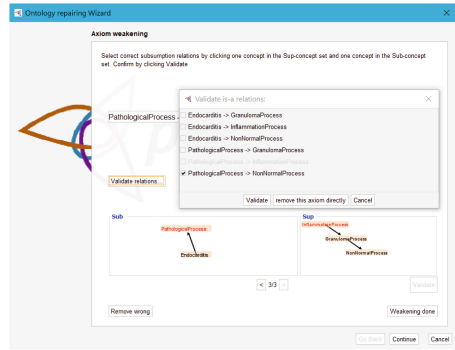 Ontology repairing Wizard
Axiom weakening
Select correct subsumption relations by clicking one concept in the Sup-concept set and one concept in the Sub-concept
set. Confirm by clicking Validate
PathologicalProcess -
Validate is-a relations:
Endocarditis -> GranulomaProcess
Endocarditis -> InflammationProcess
Endocarditis -> NonNormalProcess
PathologicalProcess -> GranulomaProcess
PathologicalProcess -> InflammationProcess
PathologicalProcess -> NonNormalProcess
Validate remove this axiom directly Cancel
Validate relations...
Sub
PathologicalProcess
Endocarditis
Sup
InflammationProcess
GranulomaProcess
NonNormalProcess
< 3/3 >
Validate
Remove wrong
Weakening done
Go Back Continue Cancel